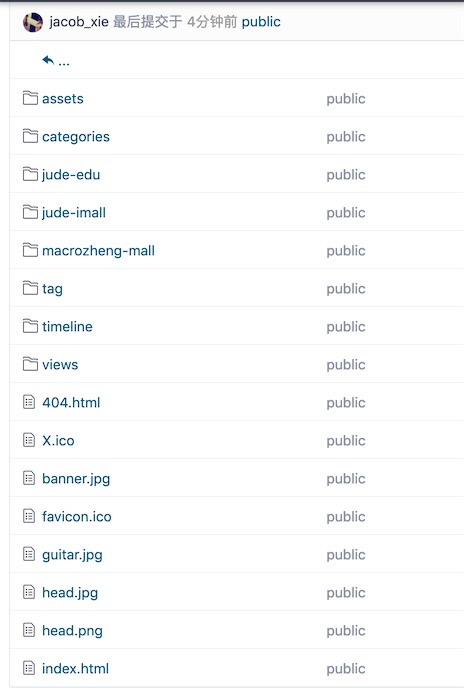 jacob_xie 最后提交于 4分钟前 public
...
assets public
categories public
jude-edu public
jude-imall public
macrozheng-mall public
tag public
timeline public
views public
404.html public
X.ico public
banner.jpg public
favicon.ico public
guitar.jpg public
head.jpg public
head.png public
index.html public